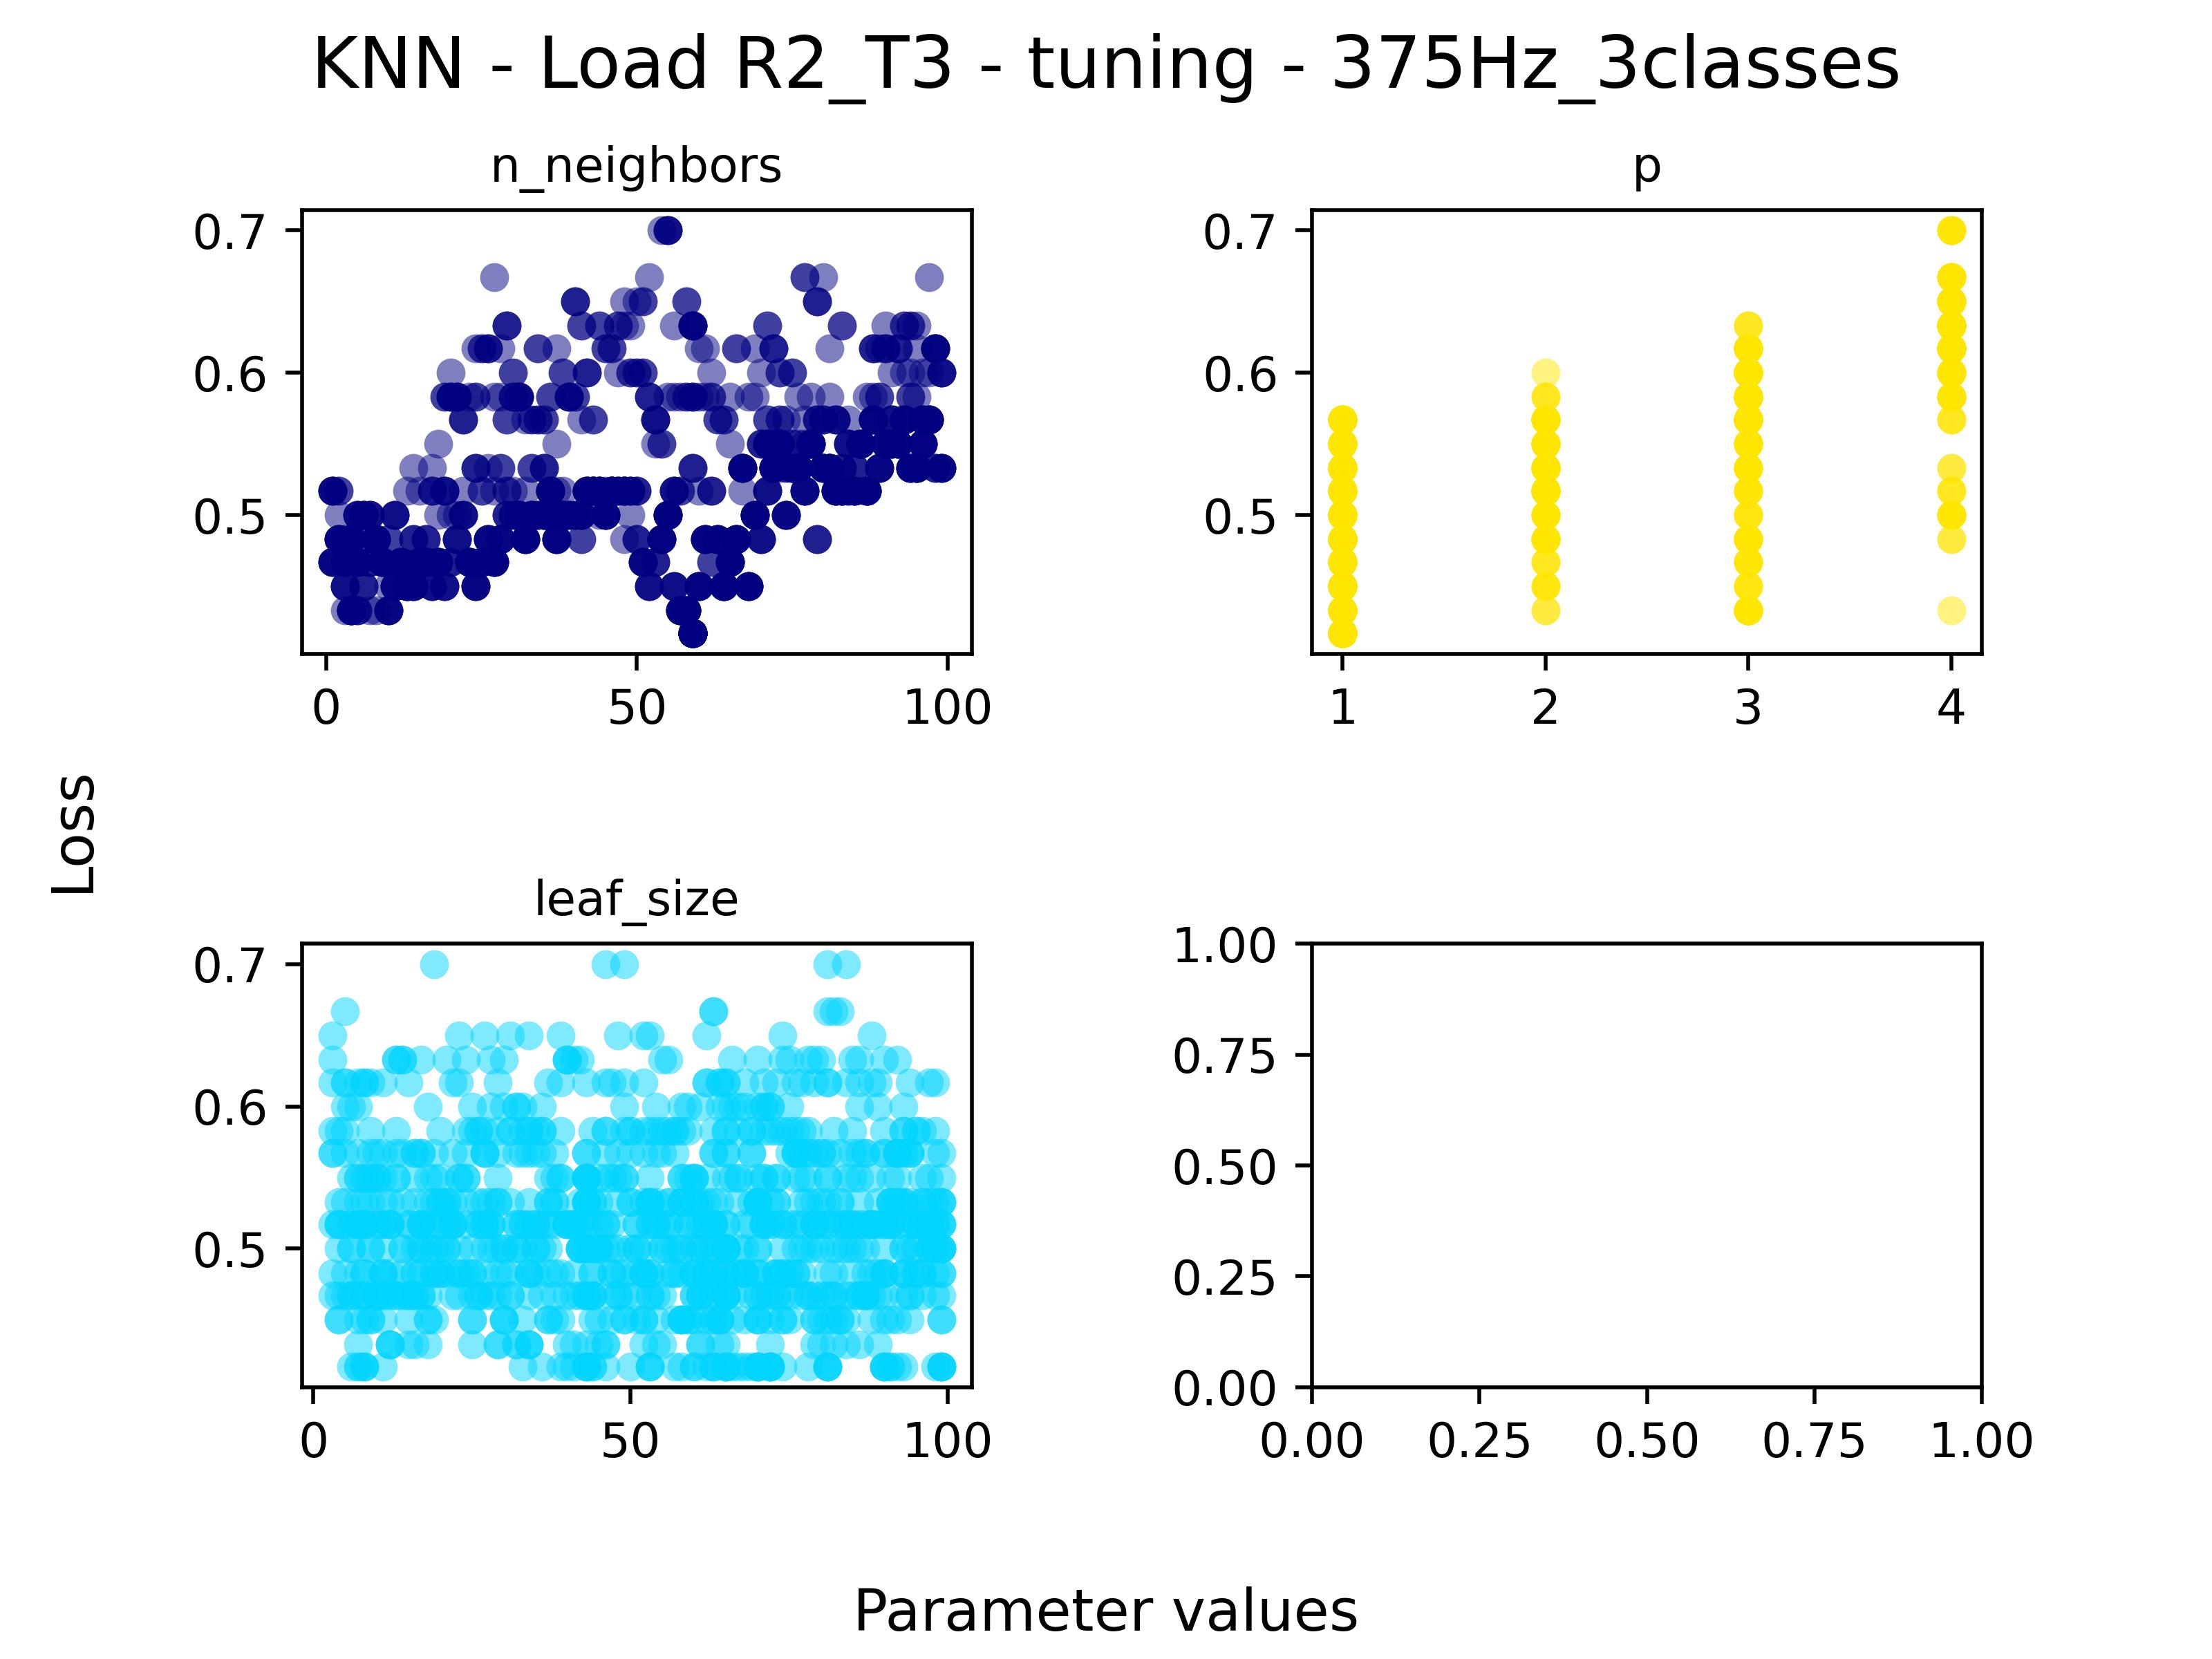 KNN - Load R2_T3 - tuning - 375Hz_3classes
n_neighbors
0.7
0.6
0.5
0 50 100
p
0.7
0.6
0.5
1 2 3 4
Loss
leaf_size
0.7
0.6
0.5
0 50 100
1.00
0.75
0.50
0.25
0.00
0.00 0.25 0.50 0.75 1.00
Parameter values